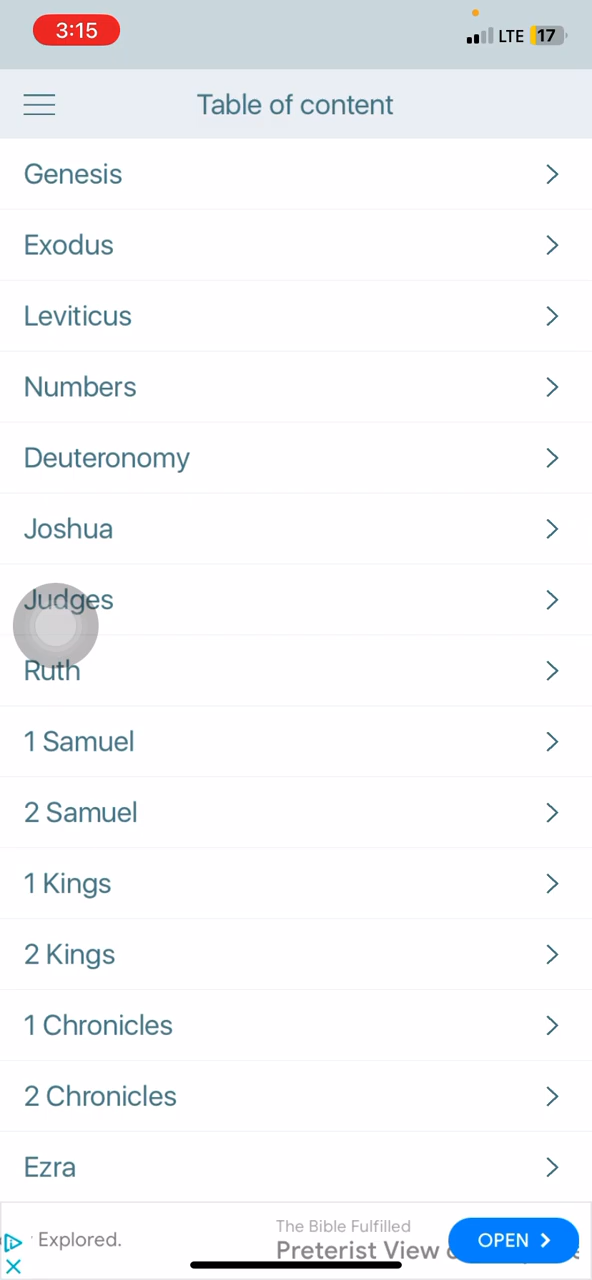 3:15
LTE 17
Table of content
Genesis
Exodus
Leviticus
Numbers
Deuteronomy
Joshua
Judges
Ruth
1 Samuel
2 Samuel
1 Kings
2 Kings
1 Chronicles
2 Chronicles
Ezra
Explored.
The Bible Fulfilled
Preterist View
OPEN